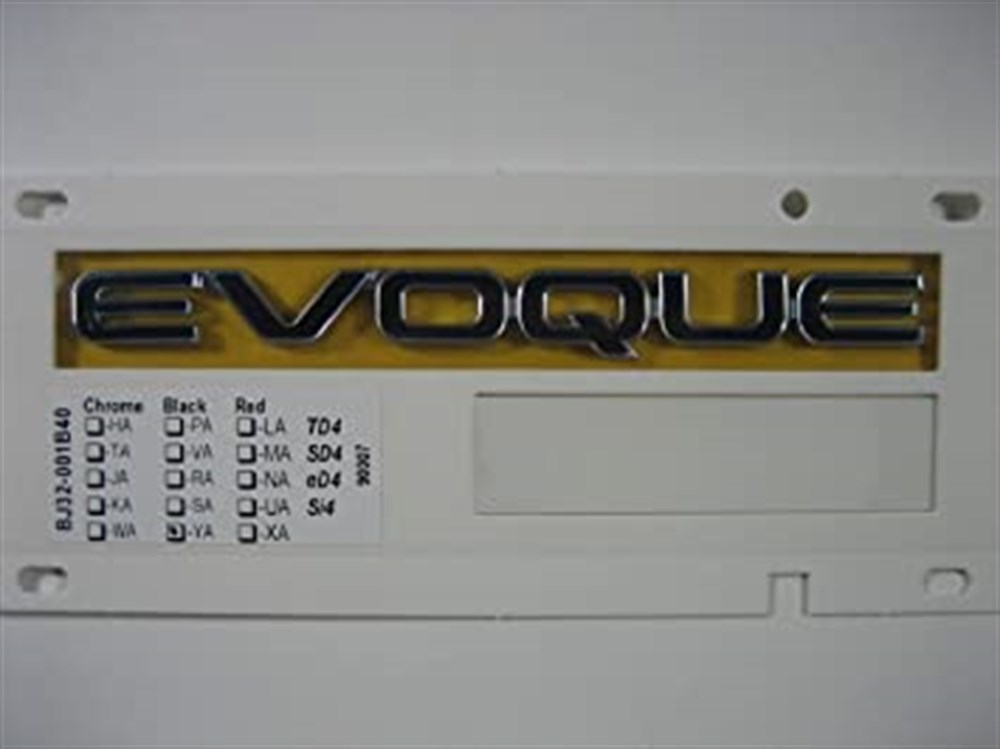 EVOQUE
BJ32-001B40
Chrome Black Red
-HA -PA -LA TD4
-TA -VA -MA SD4
-JA -RA -NA eD4
-KA -SA -UA Si4
-WA -YA -XA